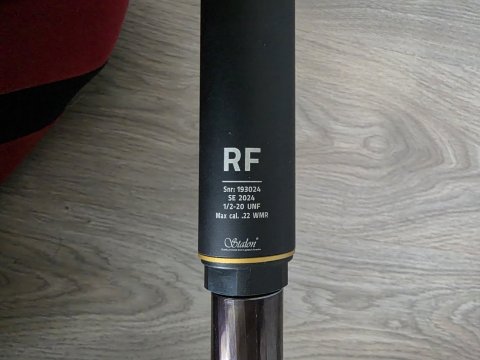 RF
Snr: 193024
SE 2024
1/2-20 UNF
Max cal. .22 WMR
Stalon®